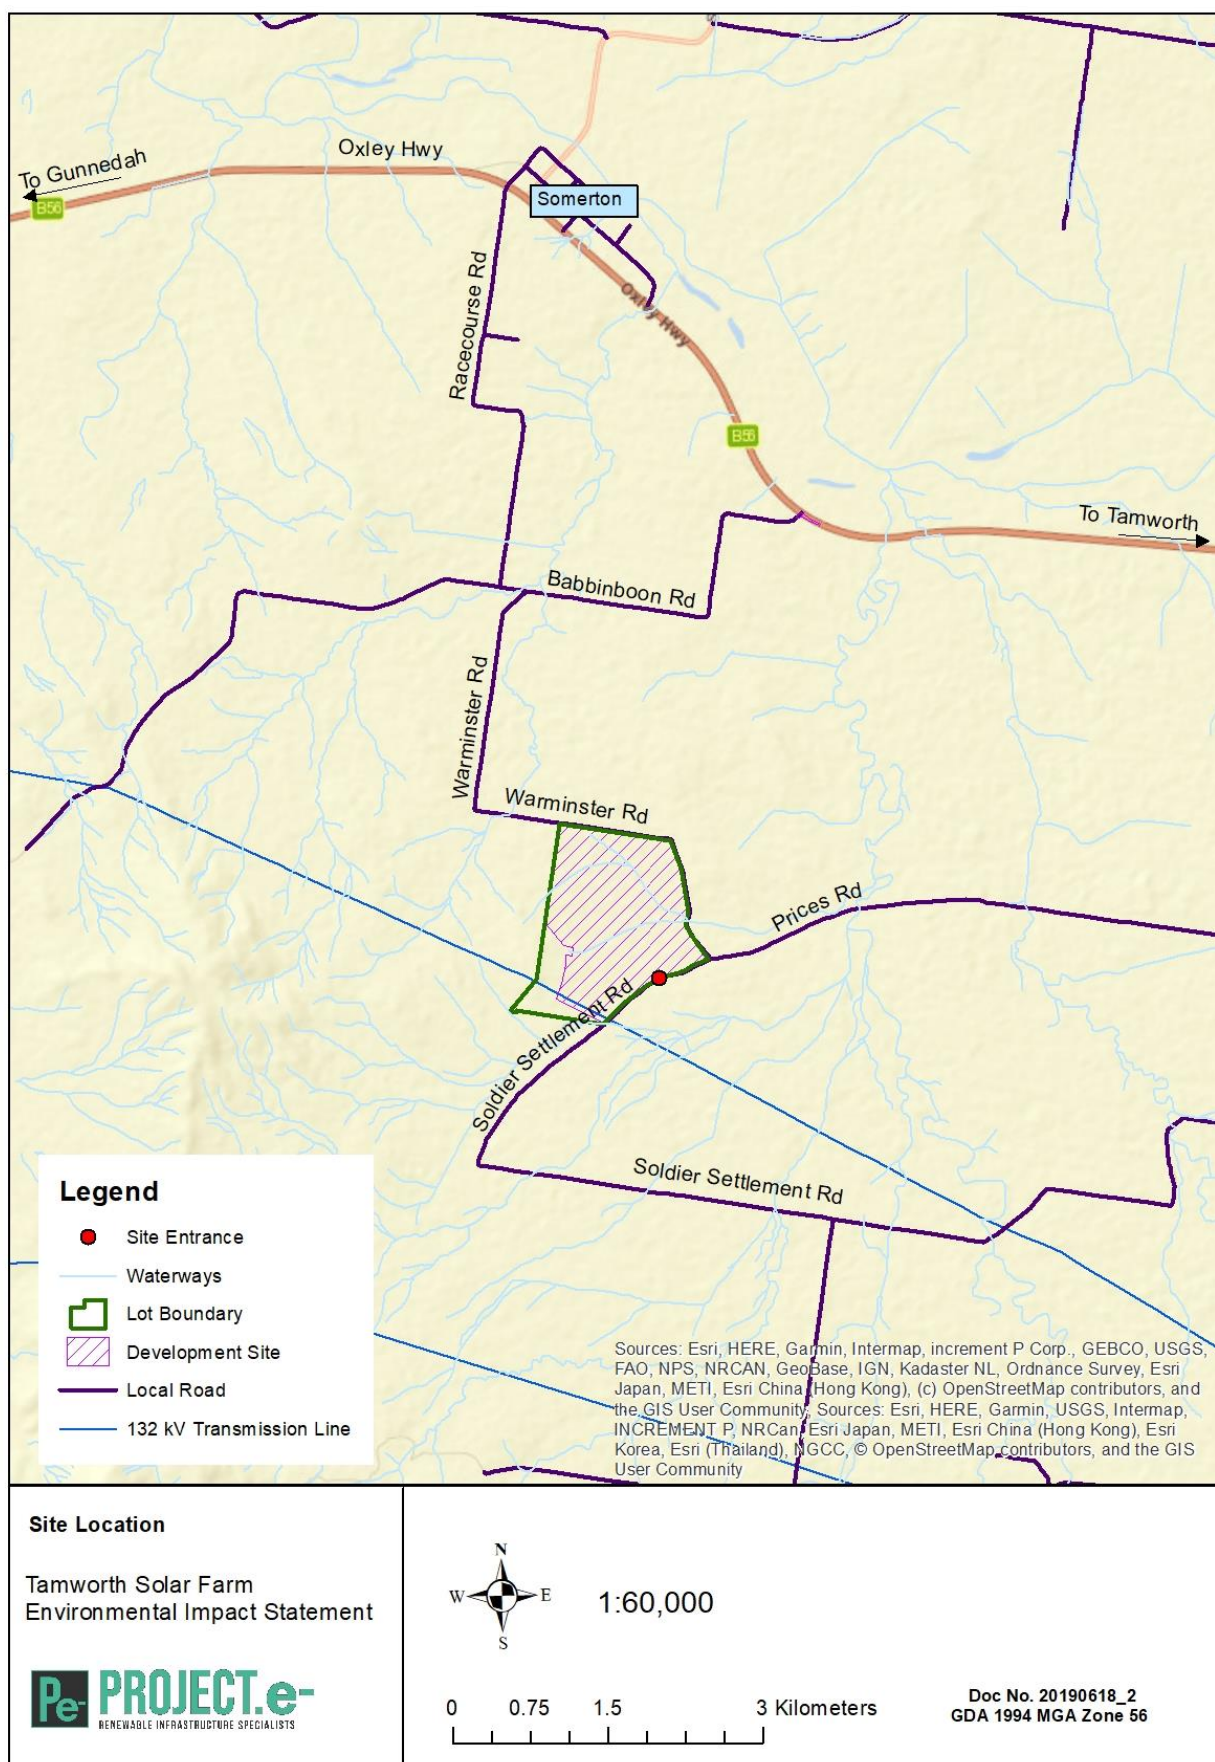 Oxley Hwy
To Gunnedah
B56
Somerton
Racecourse Rd
Oxley Hwy
B56
To Tamworth
Babbinboon Rd
Warminster Rd
Warminster Rd
Prices Rd
Soldier Settlement Rd
Soldier Settlement Rd
Legend
Site Entrance
Waterways
Lot Boundary
Development Site
Local Road
132 kV Transmission Line
Sources: Esri, HERE, Garmin, Intermap, increment P Corp., GEBCO, USGS,
FAO, NPS, NRCAN, GeoBase, IGN, Kadaster NL, Ordnance Survey, Esri
Japan, METI, Esri China (Hong Kong), (c) OpenStreetMap contributors, and
the GIS User Community, Sources: Esri, HERE, Garmin, USGS, Intermap,
INCREMENT P, NRCan, Esri Japan, METI, Esri China (Hong Kong), Esri
Korea, Esri (Thailand), NGCC, © OpenStreetMap contributors, and the GIS
User Community
Site Location
Tamworth Solar Farm
Environmental Impact Statement
Pe-
PROJECT.e-
RENEWABLE INFRASTRUCTURE SPECIALISTS
N
W E
S
1:60,000
0 0.75 1.5 3 Kilometers
Doc No. 20190618_2
GDA 1994 MGA Zone 56